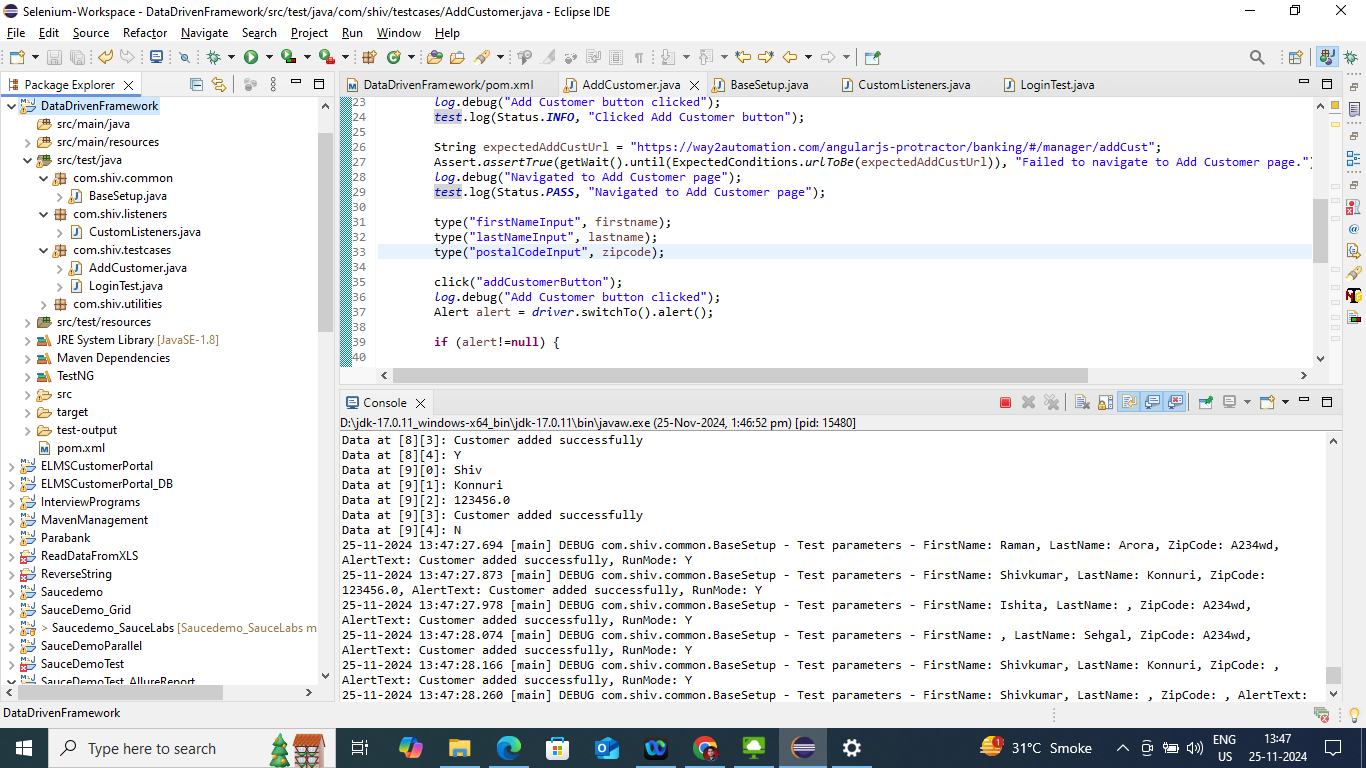 Selenium-Workspace - DataDrivenFramework/src/test/java/com/shiv/testcases/AddCustomer.java - Eclipse IDE
File Edit Source Refactor Navigate Search Project Run Window Help
Package Explorer
DataDrivenFramework
src/main/java
src/main/resources
src/test/java
com.shiv.common
BaseSetup.java
com.shiv.listeners
CustomListeners.java
com.shiv.testcases
AddCustomer.java
LoginTest.java
com.shiv.utilities
src/test/resources
JRE System Library [JavaSE-1.8]
Maven Dependencies
TestNG
src
target
test-output
pom.xml
ELMSCustomerPortal
ELMSCustomerPortal_DB
InterviewPrograms
MavenManagement
Parabank
ReadDataFromXLS
ReverseString
Saucedemo
SauceDemo_Grid
> Saucedemo_SauceLabs [Saucedemo_SauceLabs m
SauceDemoParallel
SauceDemoTest
SauceDemoTest_AllureReport
DataDrivenFramework/pom.xml AddCustomer.java BaseSetup.java CustomListeners.java LoginTest.java
23 log.debug("Add Customer button clicked");
24 test.log(Status.INFO, "Clicked Add Customer button");
25
26 String expectedAddCustUrl = "https://way2automation.com/angularjs-protractor/banking/#/manager/addCust";
27 Assert.assertTrue(getWait().until(ExpectedConditions.urlToBe(expectedAddCustUrl)), "Failed to navigate to Add Customer page.")
28 log.debug("Navigated to Add Customer page");
29 test.log(Status.PASS, "Navigated to Add Customer page");
30
31 type("firstNameInput", firstname);
32 type("lastNameInput", lastname);
33 type("postalCodeInput", zipcode);
34
35 click("addCustomerButton");
36 log.debug("Add Customer button clicked");
37 Alert alert = driver.switchTo().alert();
38
39 if (alert!=null) {
40
Console
D:\jdk-17.0.11_windows-x64_bin\jdk-17.0.11\bin\javaw.exe (25-Nov-2024, 1:46:52 pm) [pid: 15480]
Data at [8][3]: Customer added successfully
Data at [8][4]: Y
Data at [9][0]: Shiv
Data at [9][1]: Konnuri
Data at [9][2]: 123456.0
Data at [9][3]: Customer added successfully
Data at [9][4]: N
25-11-2024 13:47:27.694 [main] DEBUG com.shiv.common.BaseSetup - Test parameters - FirstName: Raman, LastName: Arora, ZipCode: A234wd,
AlertText: Customer added successfully, RunMode: Y
25-11-2024 13:47:27.873 [main] DEBUG com.shiv.common.BaseSetup - Test parameters - FirstName: Shivkumar, LastName: Konnuri, ZipCode:
123456.0, AlertText: Customer added successfully, RunMode: Y
25-11-2024 13:47:27.978 [main] DEBUG com.shiv.common.BaseSetup - Test parameters - FirstName: Ishita, LastName: , ZipCode: A234wd,
AlertText: Customer added successfully, RunMode: Y
25-11-2024 13:47:28.074 [main] DEBUG com.shiv.common.BaseSetup - Test parameters - FirstName: , LastName: Sehgal, ZipCode: A234wd,
AlertText: Customer added successfully, RunMode: Y
25-11-2024 13:47:28.166 [main] DEBUG com.shiv.common.BaseSetup - Test parameters - FirstName: Shivkumar, LastName: Konnuri, ZipCode: ,
AlertText: Customer added successfully, RunMode: Y
25-11-2024 13:47:28.260 [main] DEBUG com.shiv.common.BaseSetup - Test parameters - FirstName: Shivkumar, LastName: , ZipCode: , AlertText:
DataDrivenFramework
Type here to search
31°C Smoke
ENG
US
13:47
25-11-2024